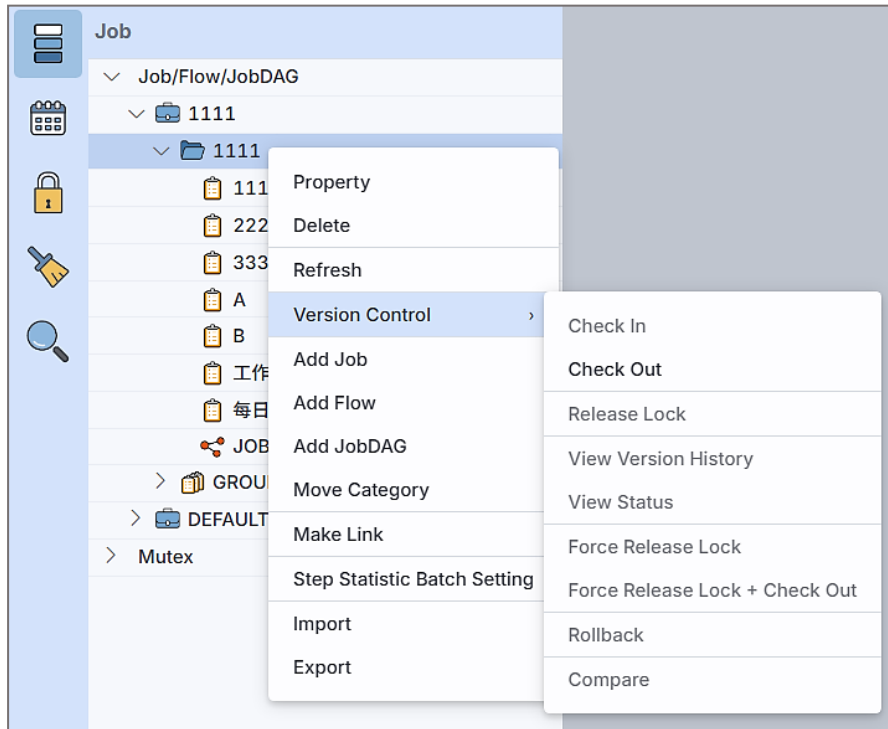 Job
Job/Flow/JobDAG
1111
1111
111
222
333
A
B
工作
每日
JOB
GROU
DEFAULT
Mutex
Property
Delete
Refresh
Version Control
Add Job
Add Flow
Add JobDAG
Move Category
Make Link
Step Statistic Batch Setting
Import
Export
Check In
Check Out
Release Lock
View Version History
View Status
Force Release Lock
Force Release Lock + Check Out
Rollback
Compare